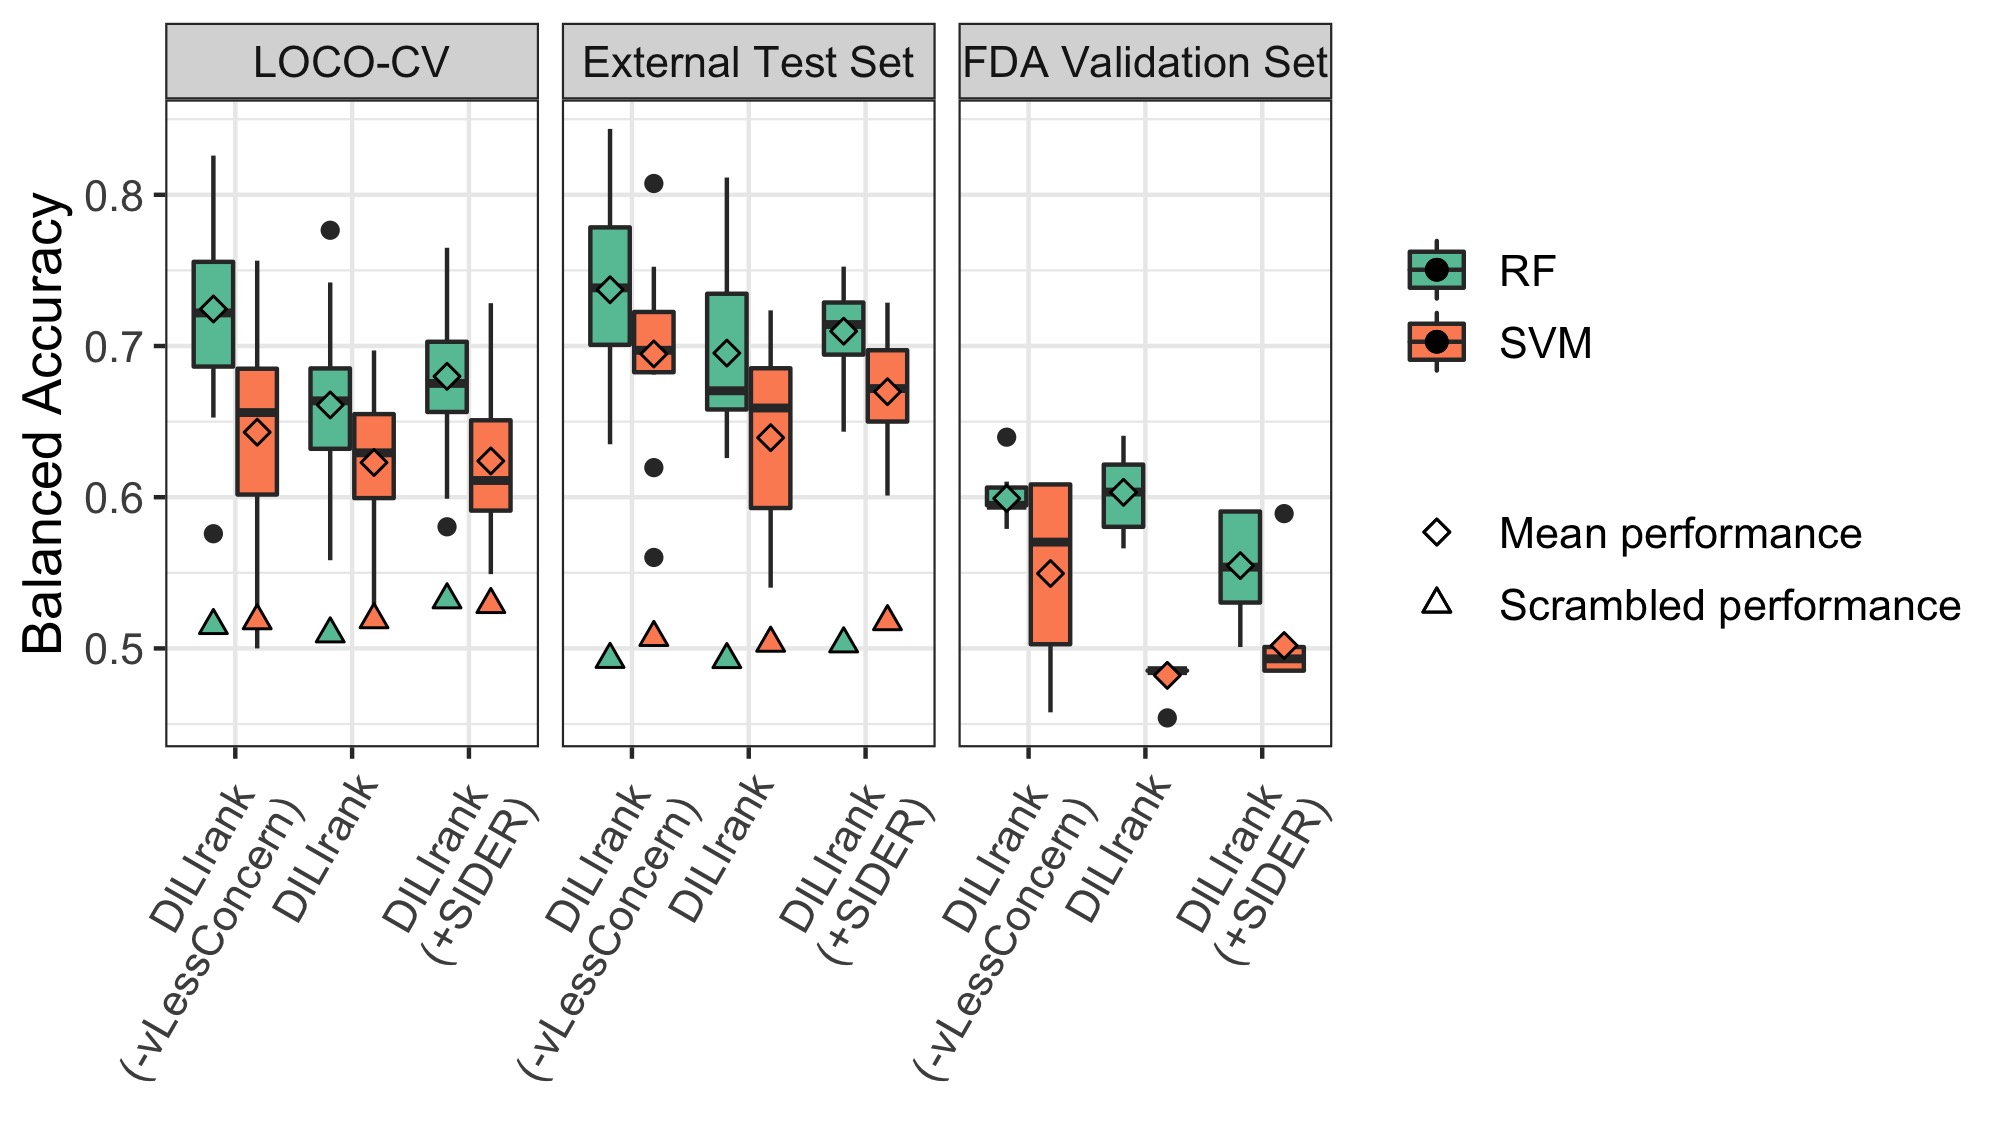 LOCO-CV
External Test Set
FDA Validation Set
Balanced Accuracy
0.8
0.7
0.6
0.5
DILIrank
(-vLessConcern)
DILIrank
DILIrank
(+SIDER)
DILIrank
(-vLessConcern)
DILIrank
DILIrank
(+SIDER)
DILIrank
(-vLessConcern)
DILIrank
DILIrank
(+SIDER)
RF
SVM
Mean performance
Scrambled performance